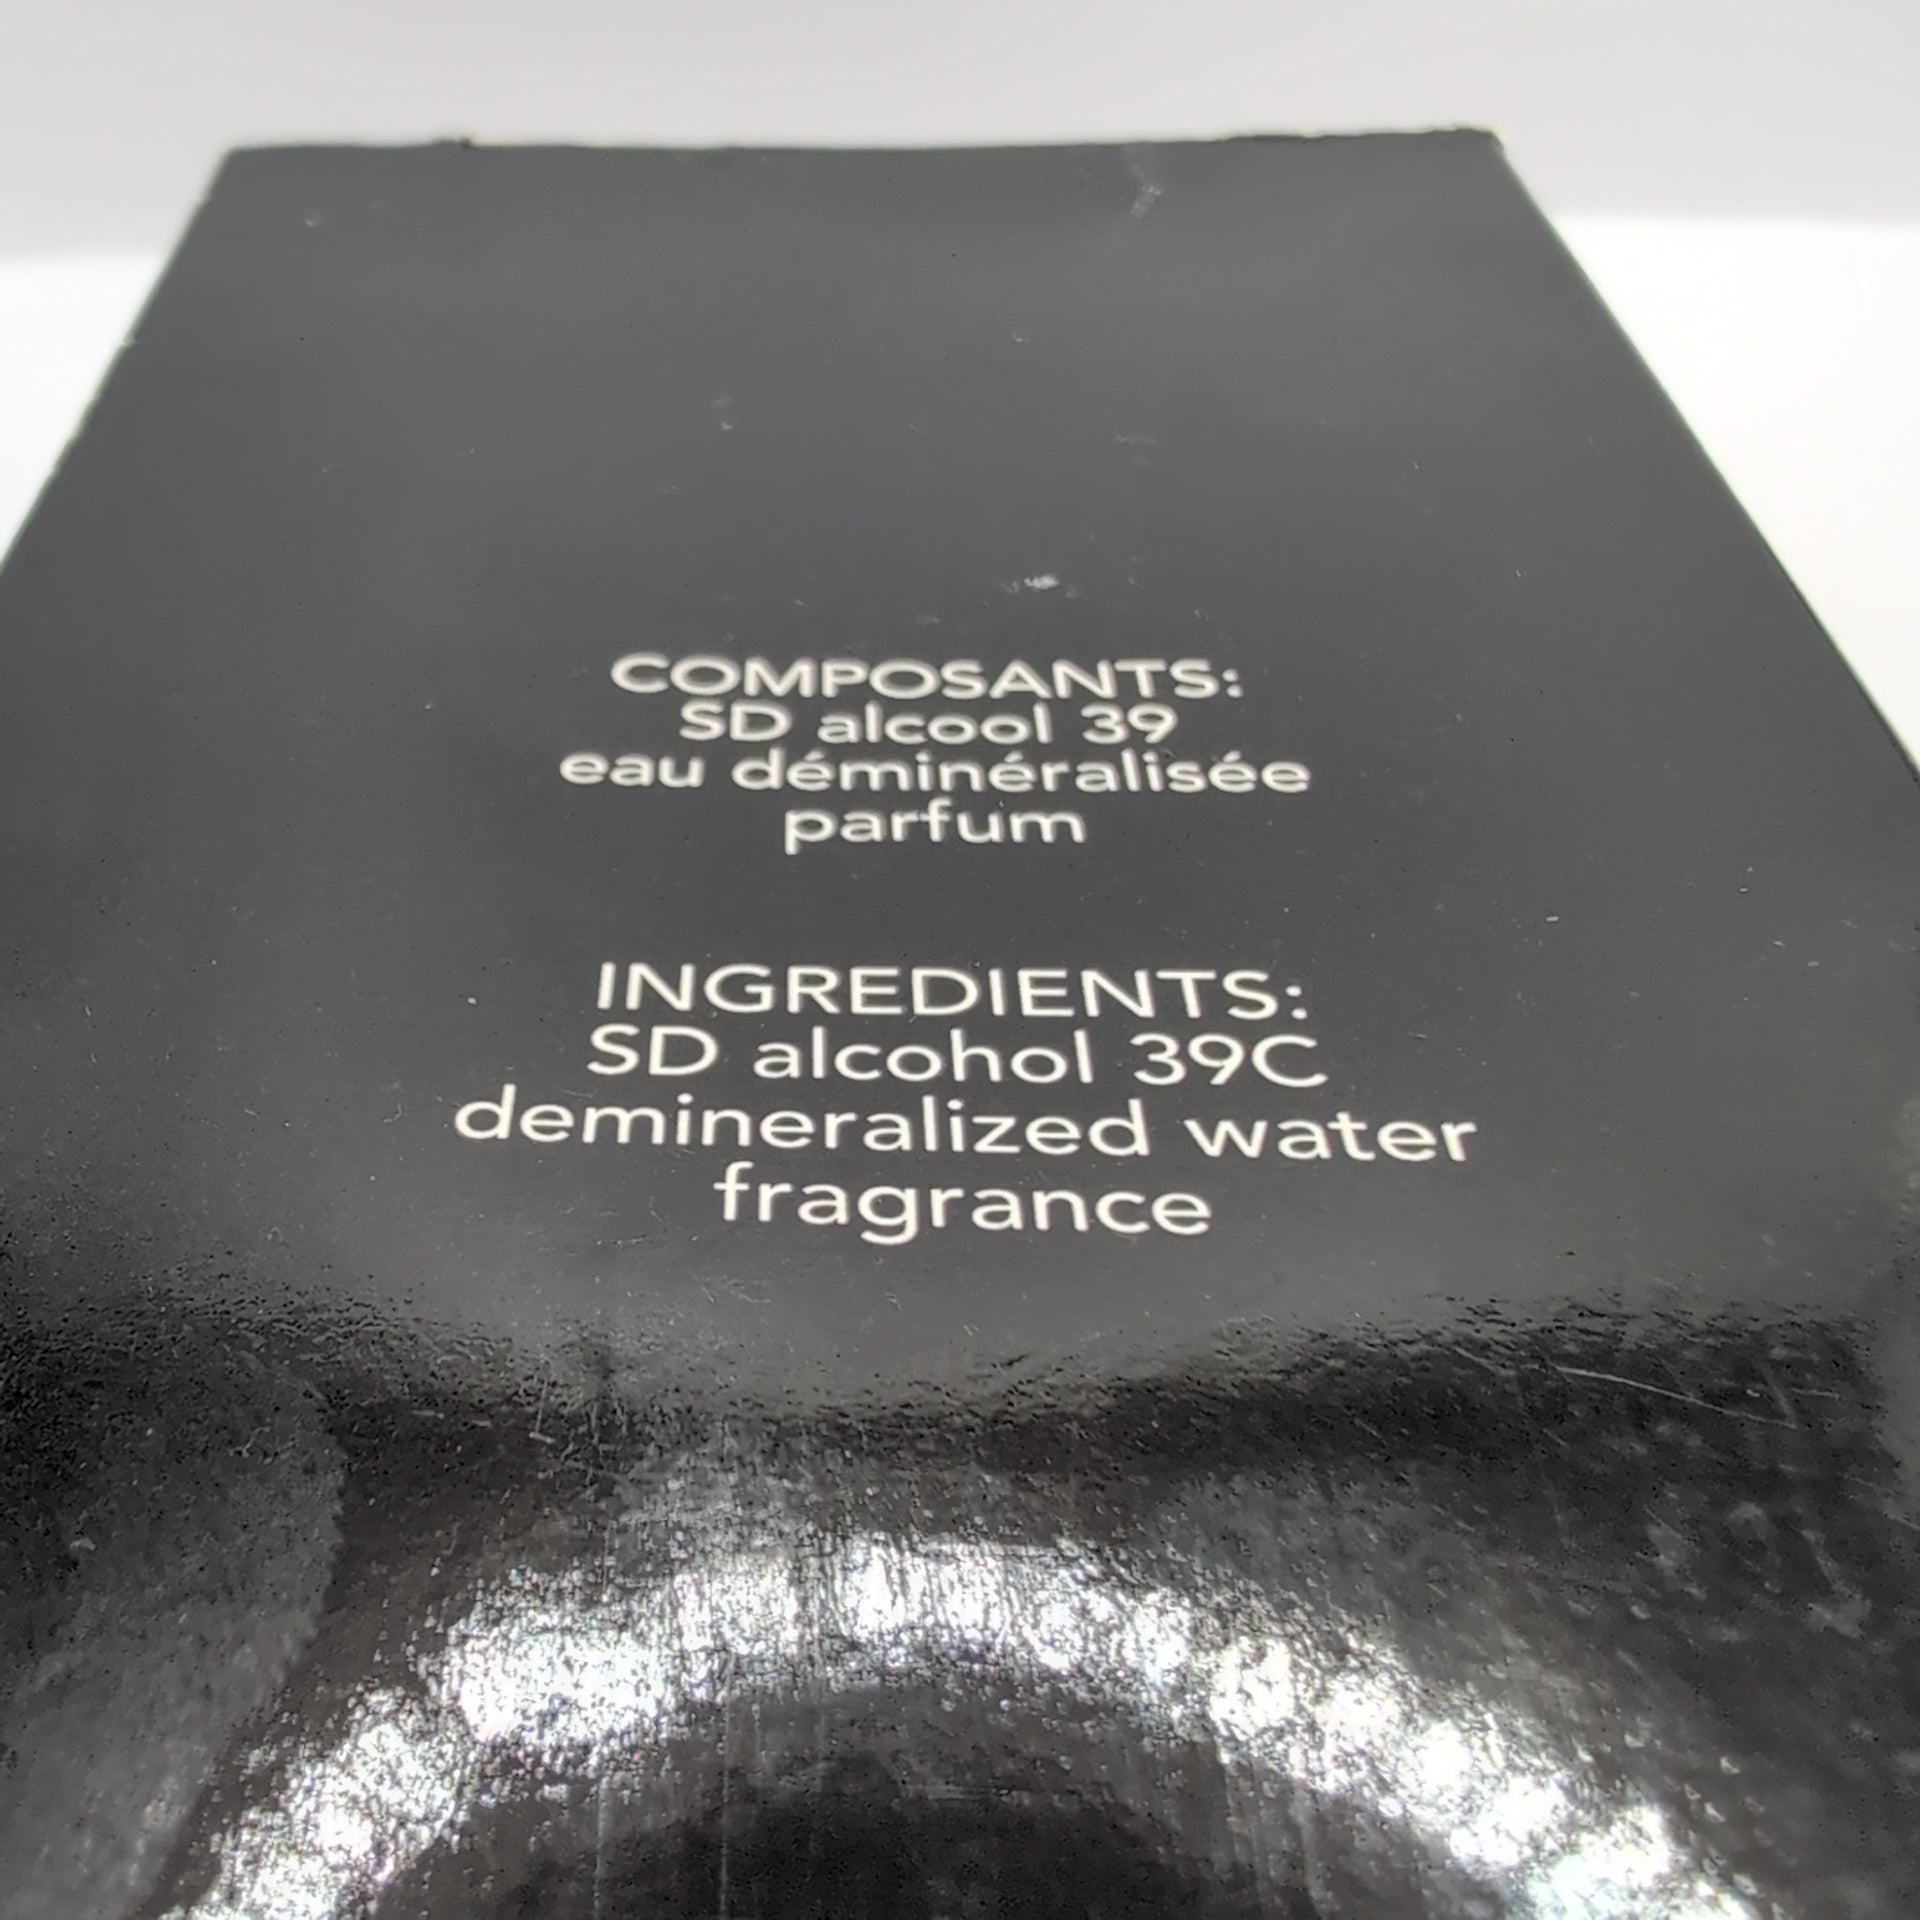 COMPOSANTS:
SD alcool 39
eau déminéralisée
parfum
INGREDIENTS:
SD alcohol 39C
demineralized water
fragrance